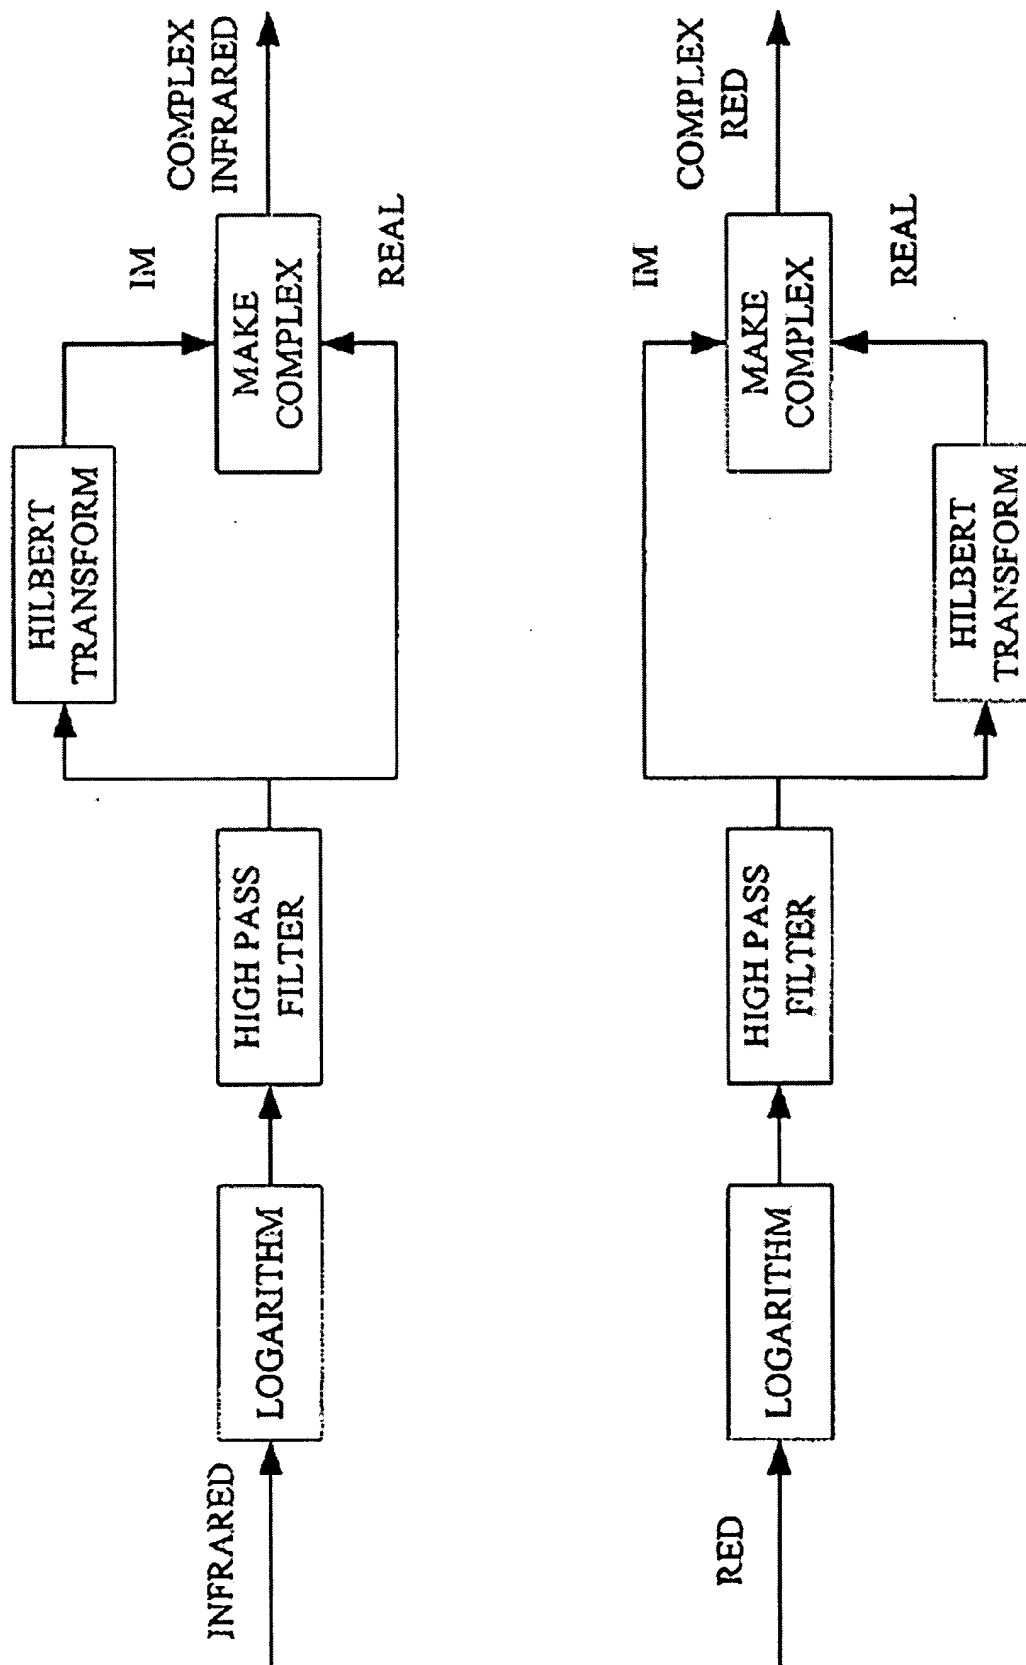 INFRARED
LOGARITHM
HIGH PASS
FILTER
HILBERT
TRANSFORM
IM
MAKE
COMPLEX
REAL
COMPLEX
INFRARED
RED
LOGARITHM
HIGH PASS
FILTER
HILBERT
TRANSFORM
IM
MAKE
COMPLEX
REAL
COMPLEX
RED